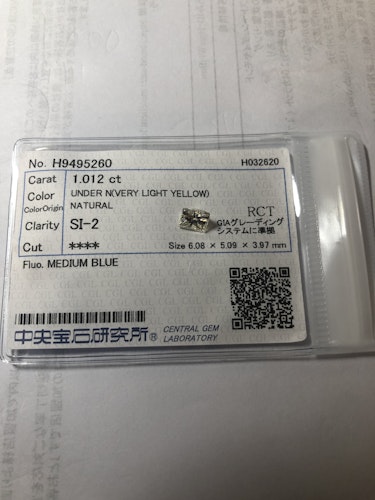 No. H9495260 H032620
Carat 1.012 ct
Color UNDER N(VERY LIGHT YELLOW)
ColorOrigin NATURAL
RCT
Clarity SI-2 GIAグレーディング
システムに準拠
Cut **** Size 6.08 × 5.09 × 3.97 mm
Fluo. MEDIUM BLUE
中央宝石研究所® CENTRAL GEM
LABORATORY